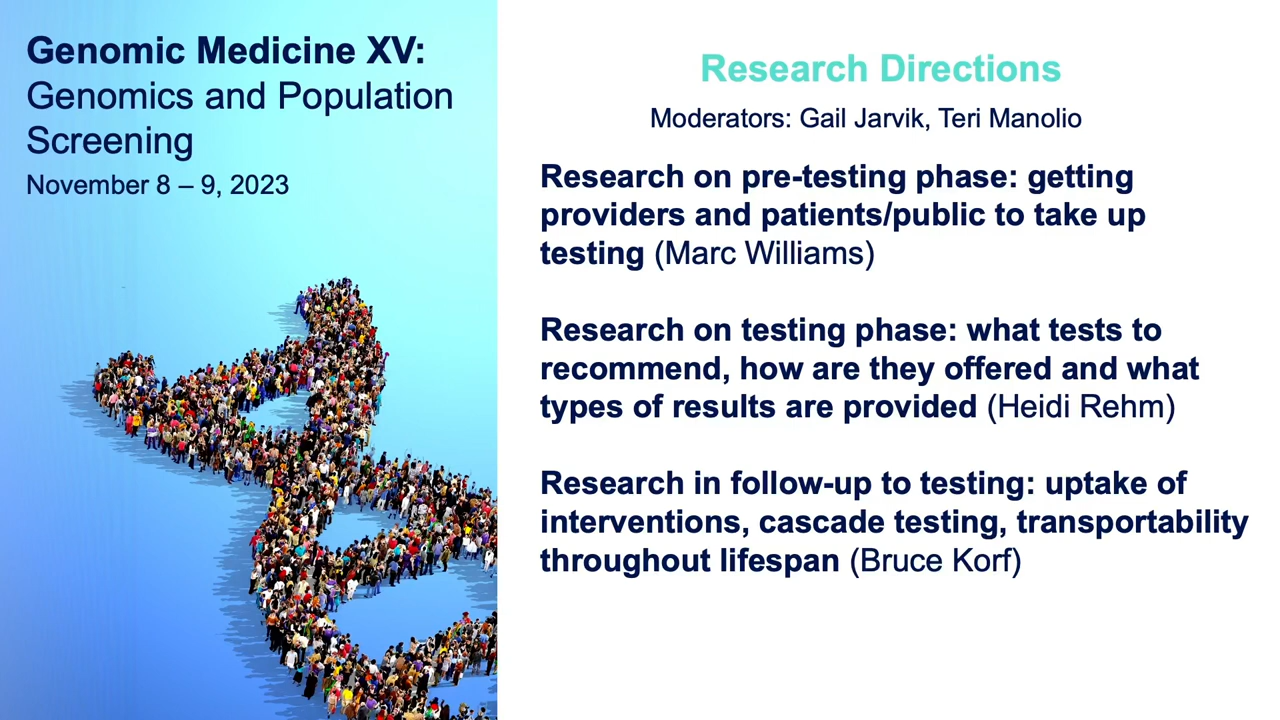 Genomic Medicine XV:
Genomics and Population
Screening
November 8 – 9, 2023
Research Directions
Moderators: Gail Jarvik, Teri Manolio
Research on pre-testing phase: getting
providers and patients/public to take up
testing (Marc Williams)
Research on testing phase: what tests to
recommend, how are they offered and what
types of results are provided (Heidi Rehm)
Research in follow-up to testing: uptake of
interventions, cascade testing, transportability
throughout lifespan (Bruce Korf)